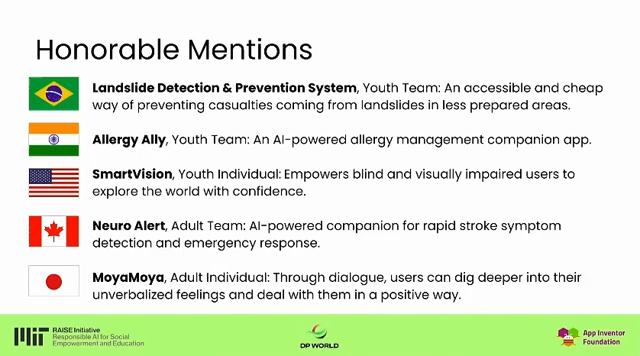 Honorable Mentions
Landslide Detection & Prevention System, Youth Team: An accessible and cheap
way of preventing casualties coming from landslides in less prepared areas.
Allergy Ally, Youth Team: An AI-powered allergy management companion app.
SmartVision, Youth Individual: Empowers blind and visually impaired users to
explore the world with confidence.
Neuro Alert, Adult Team: AI-powered companion for rapid stroke symptom
detection and emergency response.
MoyaMoya, Adult Individual: Through dialogue, users can dig deeper into their
unverbalized feelings and deal with them in a positive way.
MIT
RAISE Initiative
Responsible AI for Social
Empowerment and Education
DP WORLD
App Inventor
Foundation